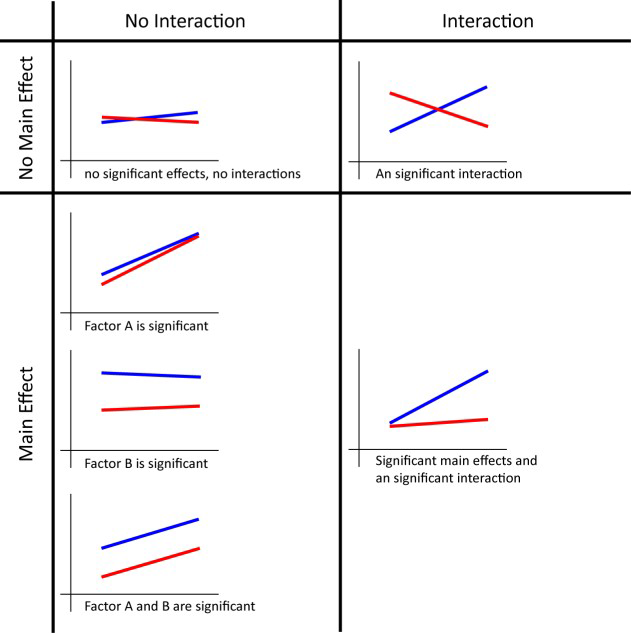 No Interaction
Interaction
No Main Effect
no significant effects, no interactions
An significant interaction
Main Effect
Factor A is significant
Factor B is significant
Significant main effects and
an significant interaction
Factor A and B are significant